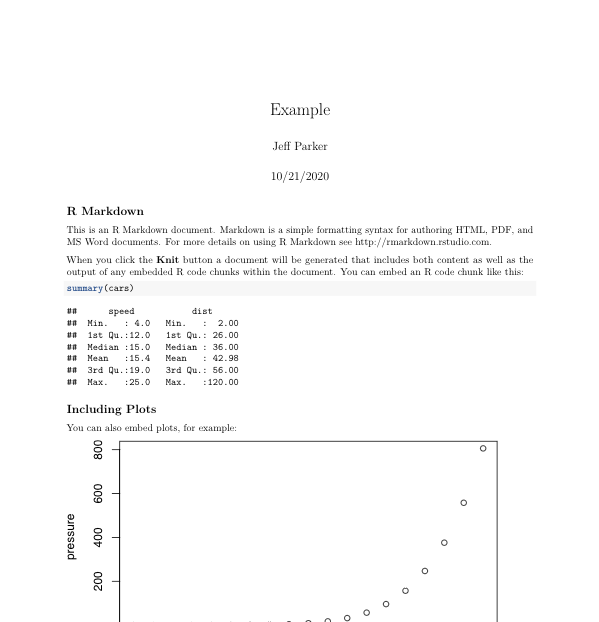 Example
Jeff Parker
10/21/2020
R Markdown
This is an R Markdown document. Markdown is a simple formatting syntax for authoring HTML, PDF, and
MS Word documents. For more details on using R Markdown see http://rmarkdown.rstudio.com.
When you click the Knit button a document will be generated that includes both content as well as the
output of any embedded R code chunks within the document. You can embed an R code chunk like this:
summary(cars)
##      speed           dist
##  Min.   : 4.0   Min.   :  2.00
##  1st Qu.:12.0   1st Qu.: 26.00
##  Median :15.0   Median : 36.00
##  Mean   :15.4   Mean   : 42.98
##  3rd Qu.:19.0   3rd Qu.: 56.00
##  Max.   :25.0   Max.   :120.00
Including Plots
You can also embed plots, for example:
800
600
400
200
pressure